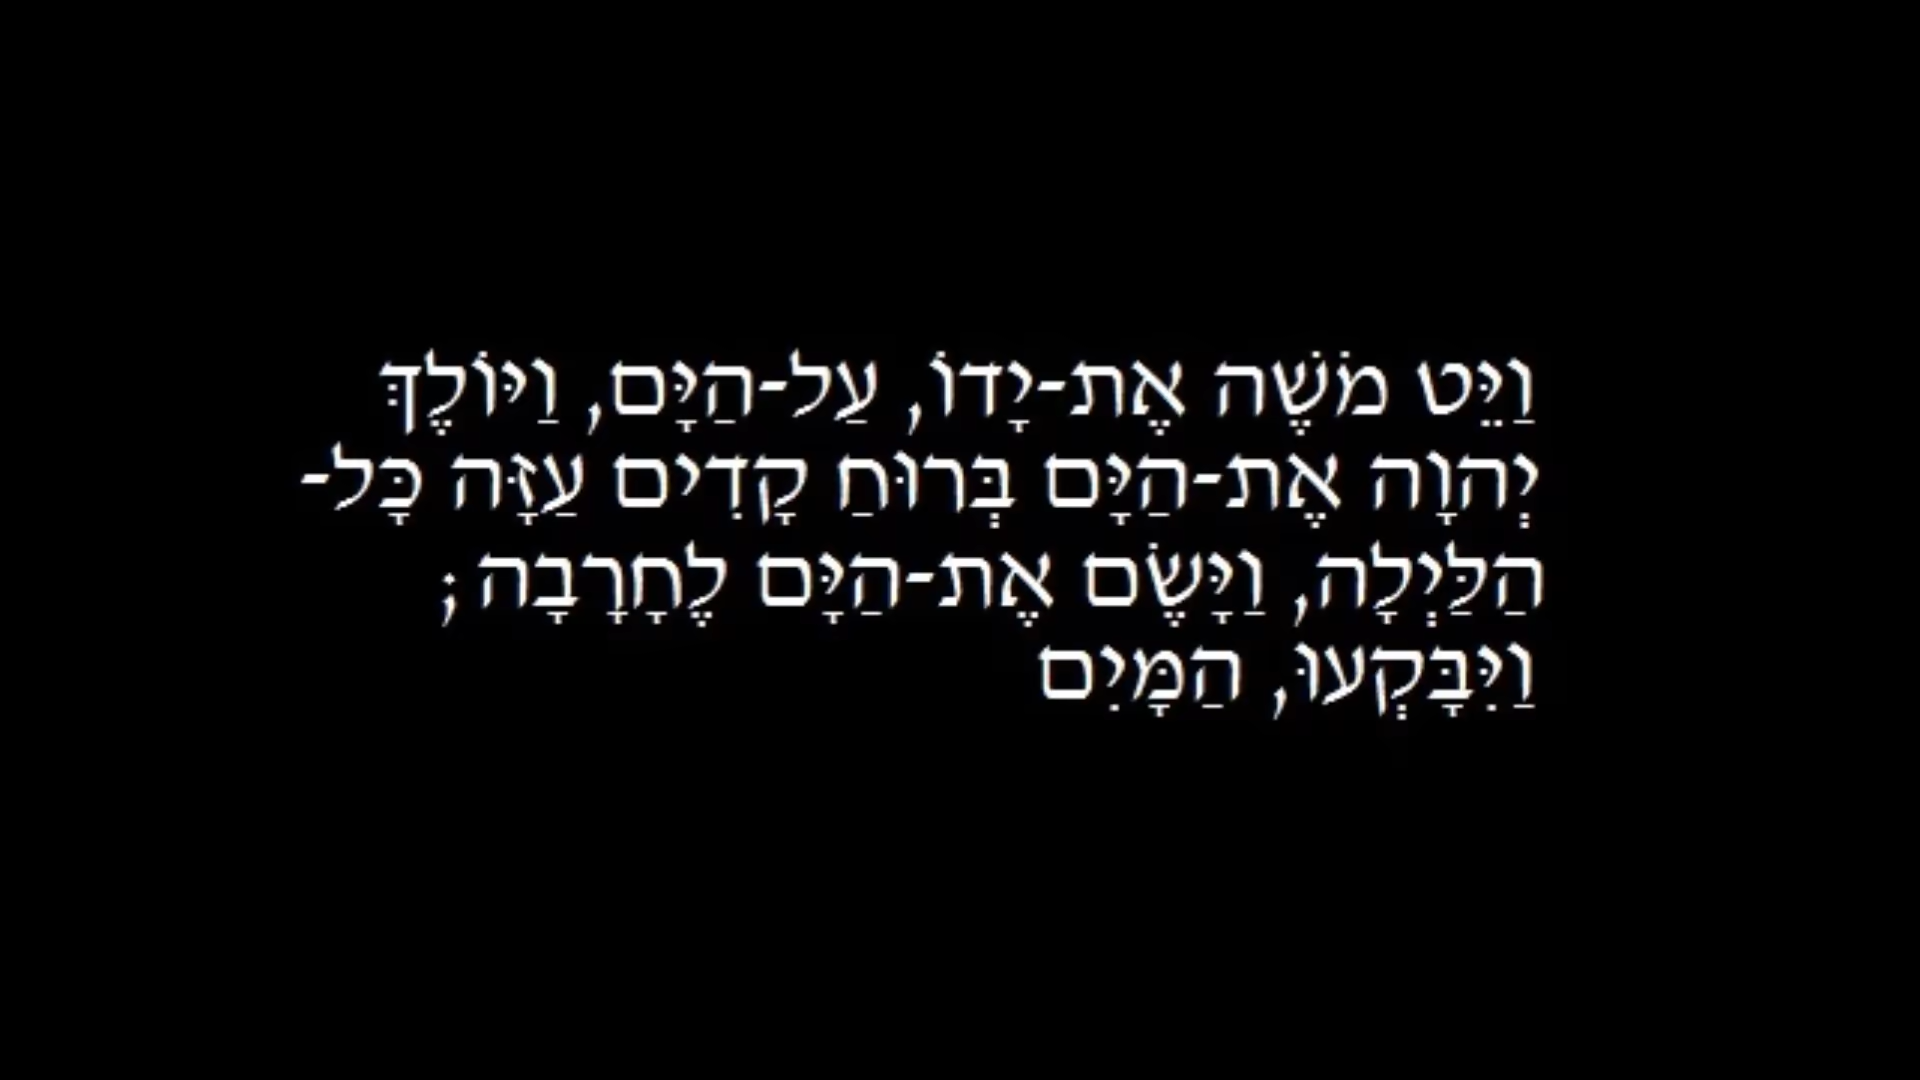 וַיֵּט מֹשֶׁה אֶת-יָדוֹ, עַל-הַיָּם, וַיּוֹלֶךְ
יְהוָה אֶת-הַיָּם בְּרוּחַ קָדִים עַזָּה כָּל-
הַלַּיְלָה, וַיָּשֶׂם אֶת-הַיָּם לֶחָרָבָה;
וַיִּבָּקְעוּ, הַמָּיִם